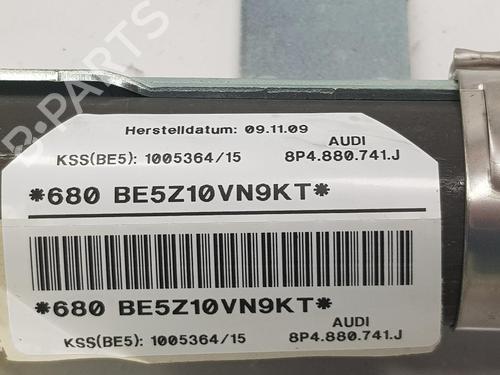 Herstelldatum: 09.11.09
AUDI
KSS(BE5): 1005364/15 8P4.880.741.J
*680 BE5Z10VN9KT*
*680 BE5Z10VN9KT*
AUDI
KSS(BE5): 1005364/15 8P4.880.741.J
B-PARTS